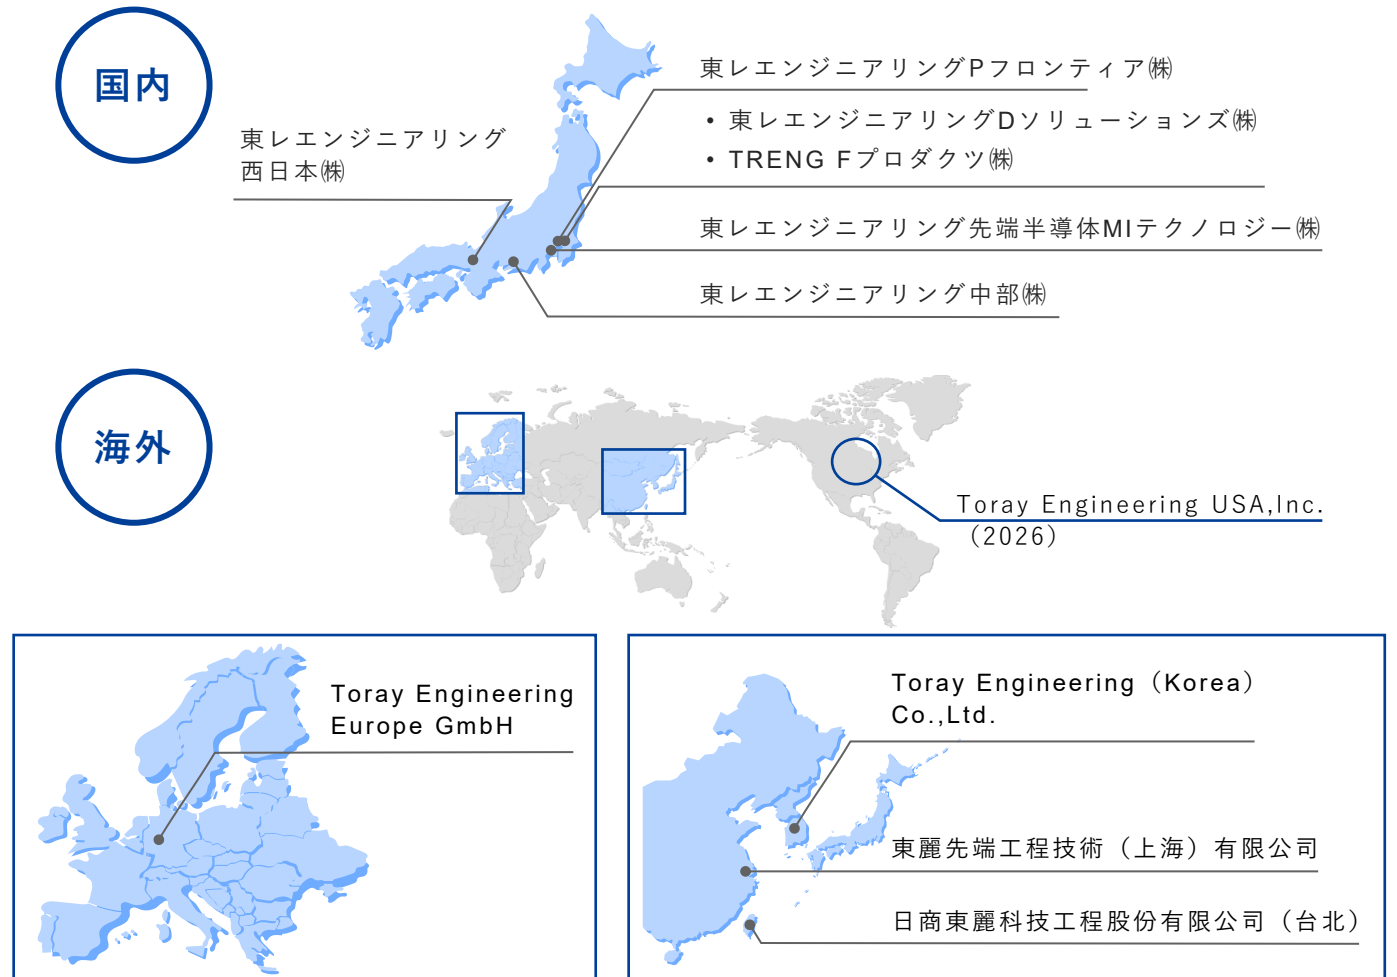 国内
東レエンジニアリング
西日本㈱
東レエンジニアリングPフロンティア㈱
• 東レエンジニアリングDソリューションズ㈱
• TRENG Fプロダクツ㈱
東レエンジニアリング先端半導体MIテクノロジー㈱
東レエンジニアリング中部㈱
海外
Toray Engineering USA,Inc.
（2026）
Toray Engineering
Europe GmbH
Toray Engineering（Korea）
Co.,Ltd.
東麗先端工程技術（上海）有限公司
日商東麗科技工程股份有限公司（台北）